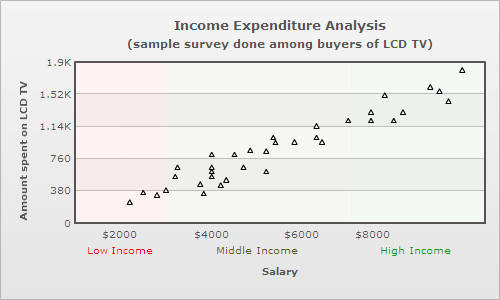 Income Expenditure Analysis
(sample survey done among buyers of LCD TV)
Amount spent on LCD TV
1.9K
1.52K
1.14K
760
380
0
$2000 $4000 $6000 $8000
Low Income Middle Income High Income
Salary